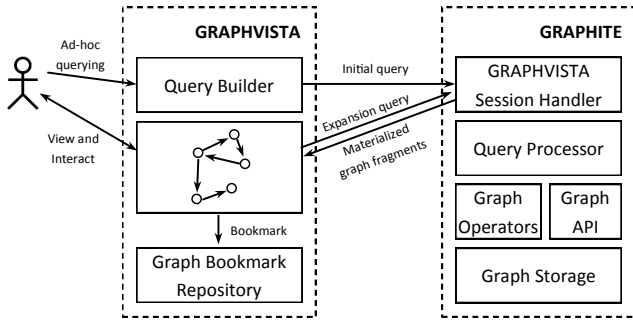 GRAPHVISTA
GRAPHITE
Ad-hoc
querying
Query Builder
Initial query
GRAPHVISTA
Session Handler
View and
Interact
Expansion query
Materialized
graph fragments
Query Processor
Graph
Operators
Graph
API
Bookmark
Graph Bookmark
Repository
Graph Storage